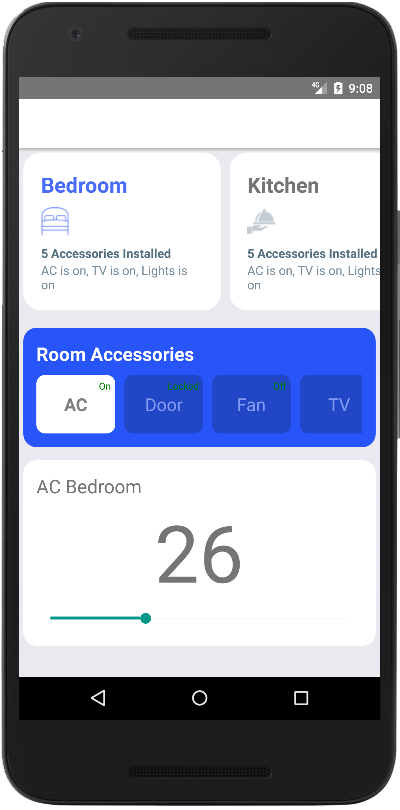 4G 9:08
Bedroom
5 Accessories Installed
AC is on, TV is on, Lights is
on
Kitchen
5 Accessories Installed
AC is on, TV is on, Lights
on
Room Accessories
On
AC
Door
Off
Fan
TV
AC Bedroom
26